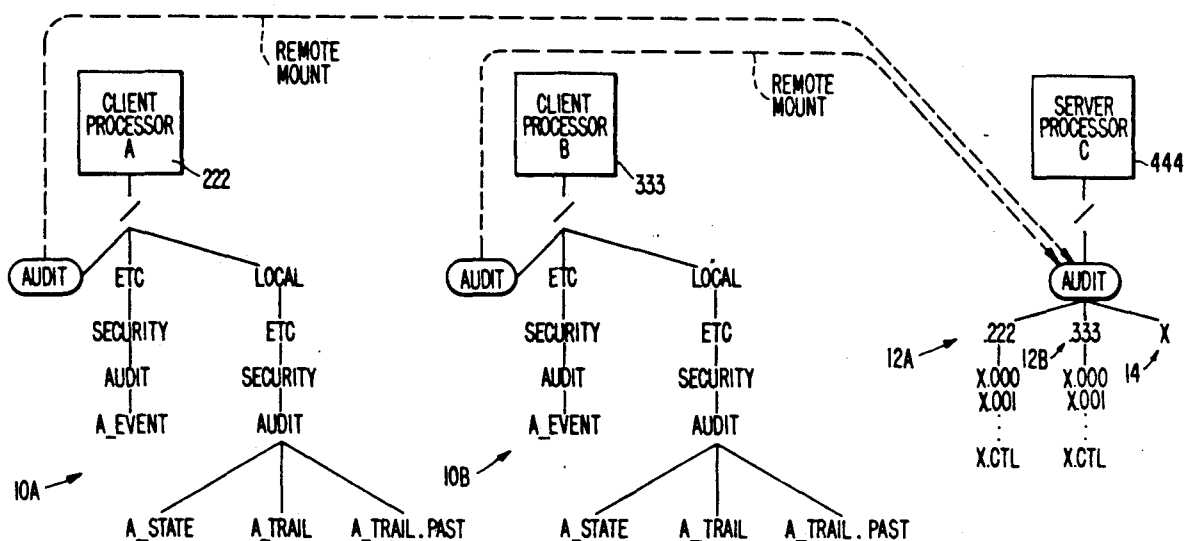 REMOTE
MOUNT
REMOTE
MOUNT
CLIENT
PROCESSOR
A
222
CLIENT
PROCESSOR
B
333
SERVER
PROCESSOR
C
444
/
/
/
AUDIT
ETC
LOCAL
AUDIT
ETC
LOCAL
AUDIT
SECURITY
ETC
SECURITY
ETC
12A
.222
12B
.333
14
X
AUDIT
SECURITY
AUDIT
SECURITY
X.000
X.001
X.CTL
X.000
X.001
X.CTL
A_EVENT
AUDIT
A_EVENT
AUDIT
10A
10B
A_STATE
A_TRAIL
A_TRAIL.PAST
A_STATE
A_TRAIL
A_TRAIL.PAST